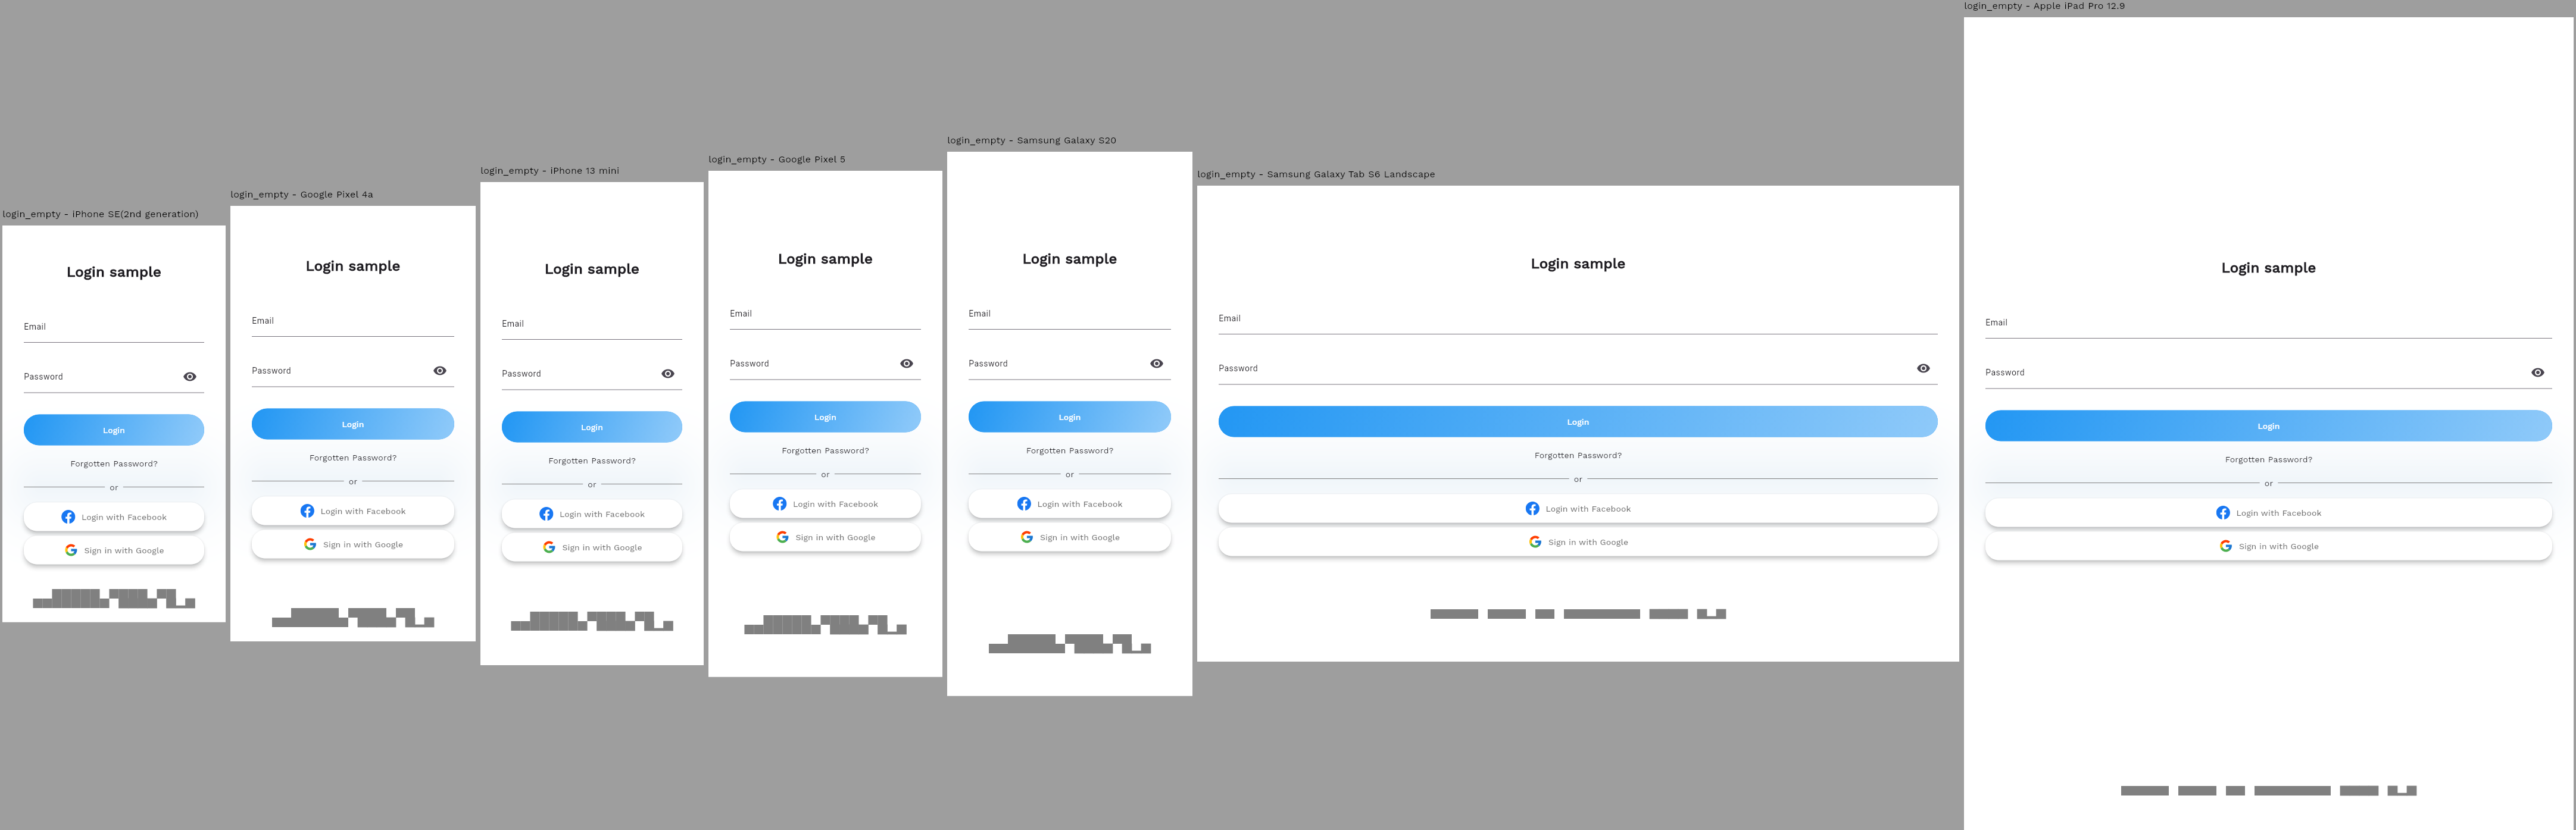 login_empty - iPhone SE(2nd generation)
Login sample
Email
Password
Login
Forgotten Password?
or
Login with Facebook
Sign in with Google
login_empty - Google Pixel 4a
Login sample
Email
Password
Login
Forgotten Password?
or
Login with Facebook
Sign in with Google
login_empty - iPhone 13 mini
Login sample
Email
Password
Login
Forgotten Password?
or
Login with Facebook
Sign in with Google
login_empty - Google Pixel 5
Login sample
Email
Password
Login
Forgotten Password?
or
Login with Facebook
Sign in with Google
login_empty - Samsung Galaxy S20
Login sample
Email
Password
Login
Forgotten Password?
or
Login with Facebook
Sign in with Google
login_empty - Samsung Galaxy Tab S6 Landscape
Login sample
Email
Password
Login
Forgotten Password?
or
Login with Facebook
Sign in with Google
login_empty - Apple iPad Pro 12.9
Login sample
Email
Password
Login
Forgotten Password?
or
Login with Facebook
Sign in with Google